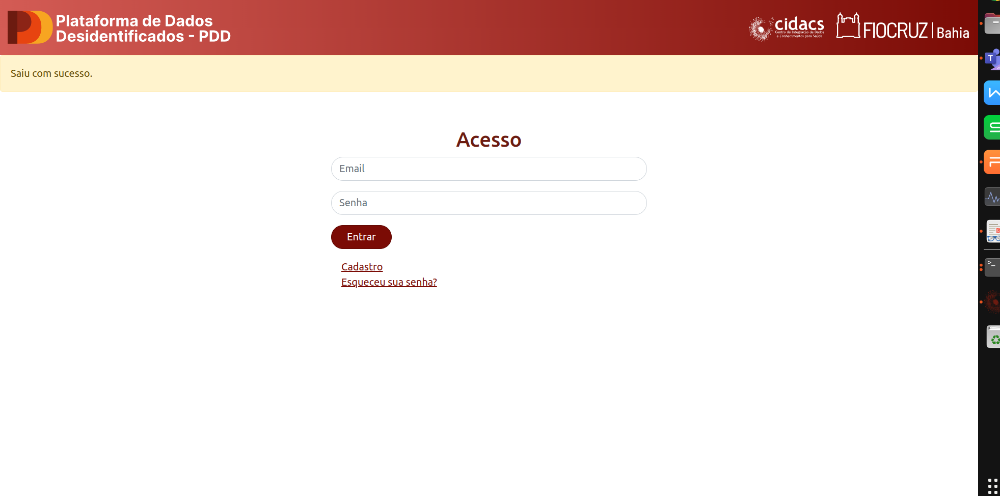 Plataforma de Dados
Desidentificados - PDD
cidacs
Centro de Integração de Dados
e Conhecimentos para Saúde
FIOCRUZ | Bahia
Saiu com sucesso.
Acesso
Email
Senha
Entrar
Cadastro
Esqueceu sua senha?
T
>_